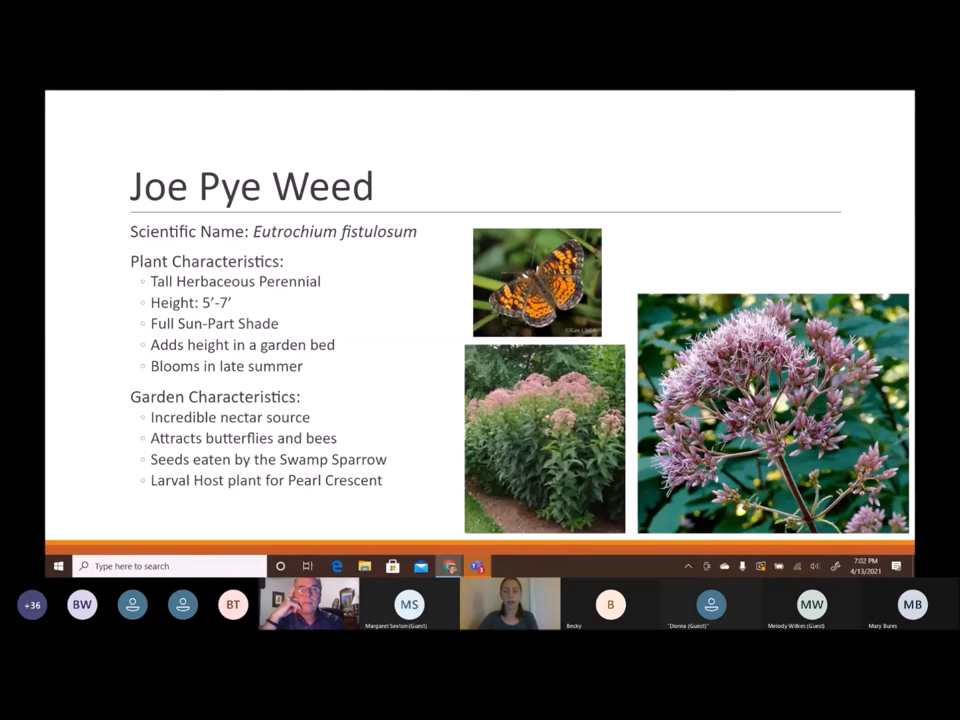 Joe Pye Weed
Scientific Name: Eutrochium fistulosum
Plant Characteristics:
◦ Tall Herbaceous Perennial
◦ Height: 5’-7’
◦ Full Sun-Part Shade
◦ Adds height in a garden bed
◦ Blooms in late summer
Garden Characteristics:
◦ Incredible nectar source
◦ Attracts butterflies and bees
◦ Seeds eaten by the Swamp Sparrow
◦ Larval Host plant for Pearl Crescent
Type here to search
7:02 PM
4/13/2021
+36
BW
BT
MS
Margaret Sexton (Guest)
B
Becky
"Donna (Guest)"
MW
Melody Wilkes (Guest)
MB
Mary Bures